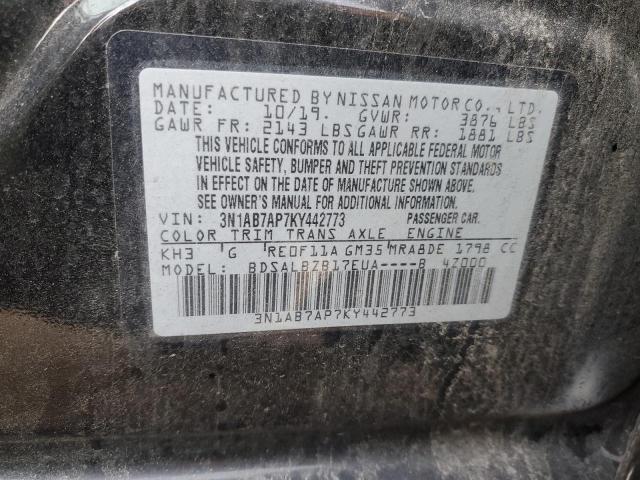 MANUFACTURED BY NISSAN MOTOR CO., LTD.
DATE: 10/19. GVWR: 3876 LBS
GAWR FR: 2143 LBS GAWR RR: 1881 LBS
THIS VEHICLE CONFORMS TO ALL APPLICABLE FEDERAL MOTOR
VEHICLE SAFETY, BUMPER AND THEFT PREVENTION STANDARDS
IN EFFECT ON THE DATE OF MANUFACTURE SHOWN ABOVE.
SEE OWNER'S MANUAL FOR ADDITIONAL INFORMATION.
VIN: 3N1AB7AP7KY442773 PASSENGER CAR.
COLOR TRIM TRANS AXLE ENGINE
KH3 G RE0F11A GM35 MRA8DE 1798 CC
MODEL: BDSALBZB17EUA----B 4Z000
3N1AB7AP7KY442773